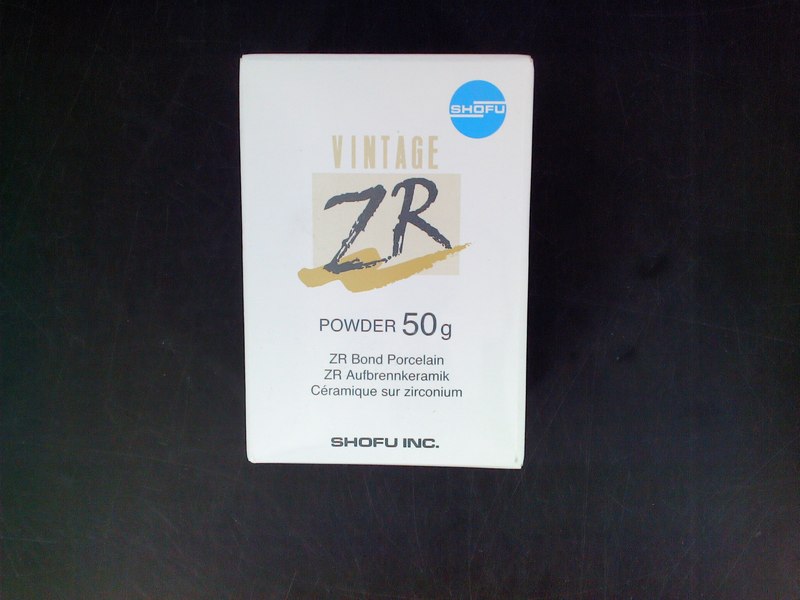 SHOFU
VINTAGE
ZR
POWDER 50g
ZR Bond Porcelain
ZR Aufbrennkeramik
Céramique sur zirconium
SHOFU INC.